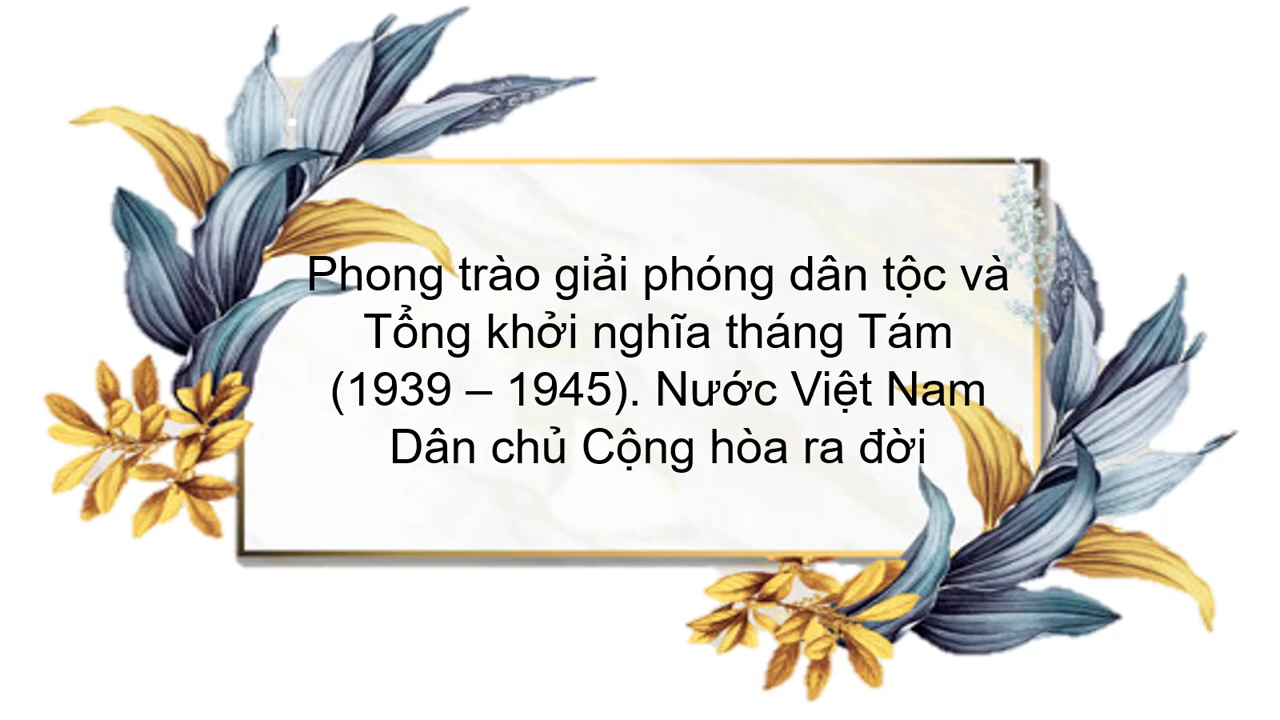 Phong trào giải phóng dân tộc và
Tổng khởi nghĩa tháng Tám
(1939 – 1945). Nước Việt Nam
Dân chủ Cộng hòa ra đời